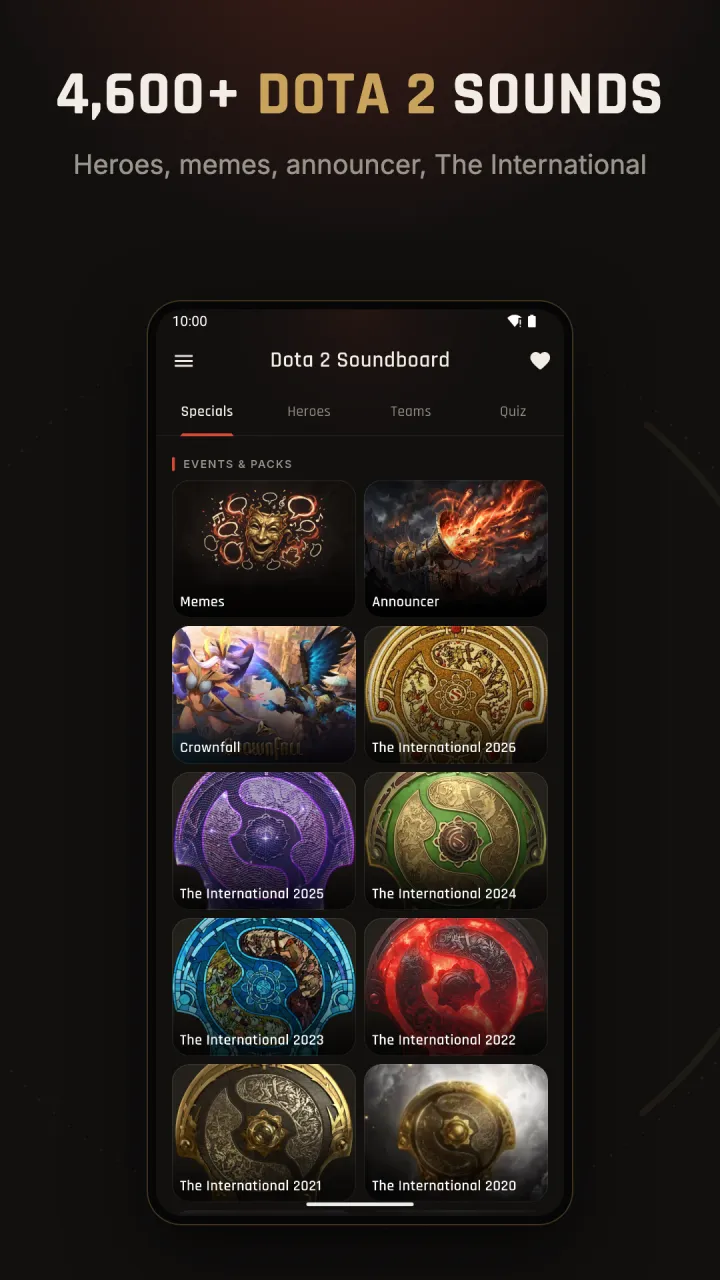 4,600+ DOTA 2 SOUNDS
Heroes, memes, announcer, The International
10:00
Dota 2 Soundboard
Specials Heroes Teams Quiz
EVENTS & PACKS
Memes Announcer
CROWNFALL
Crownfall The International 2026
The International 2025 The International 2024
The International 2023 The International 2022
The International 2021 The International 2020